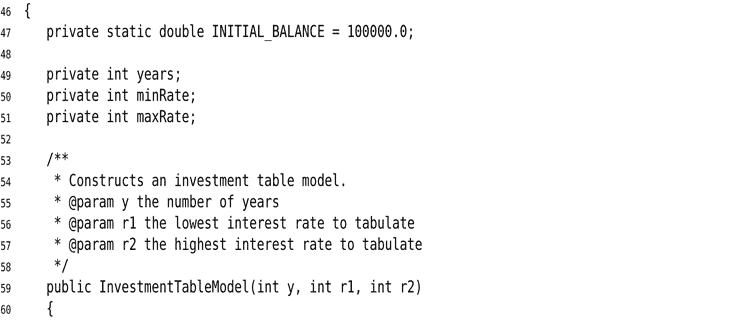 46 {
47    private static double INITIAL_BALANCE = 100000.0;
48
49    private int years;
50    private int minRate;
51    private int maxRate;
52
53    /**
54     * Constructs an investment table model.
55     * @param y the number of years
56     * @param r1 the lowest interest rate to tabulate
57     * @param r2 the highest interest rate to tabulate
58     */
59    public InvestmentTableModel(int y, int r1, int r2)
60    {